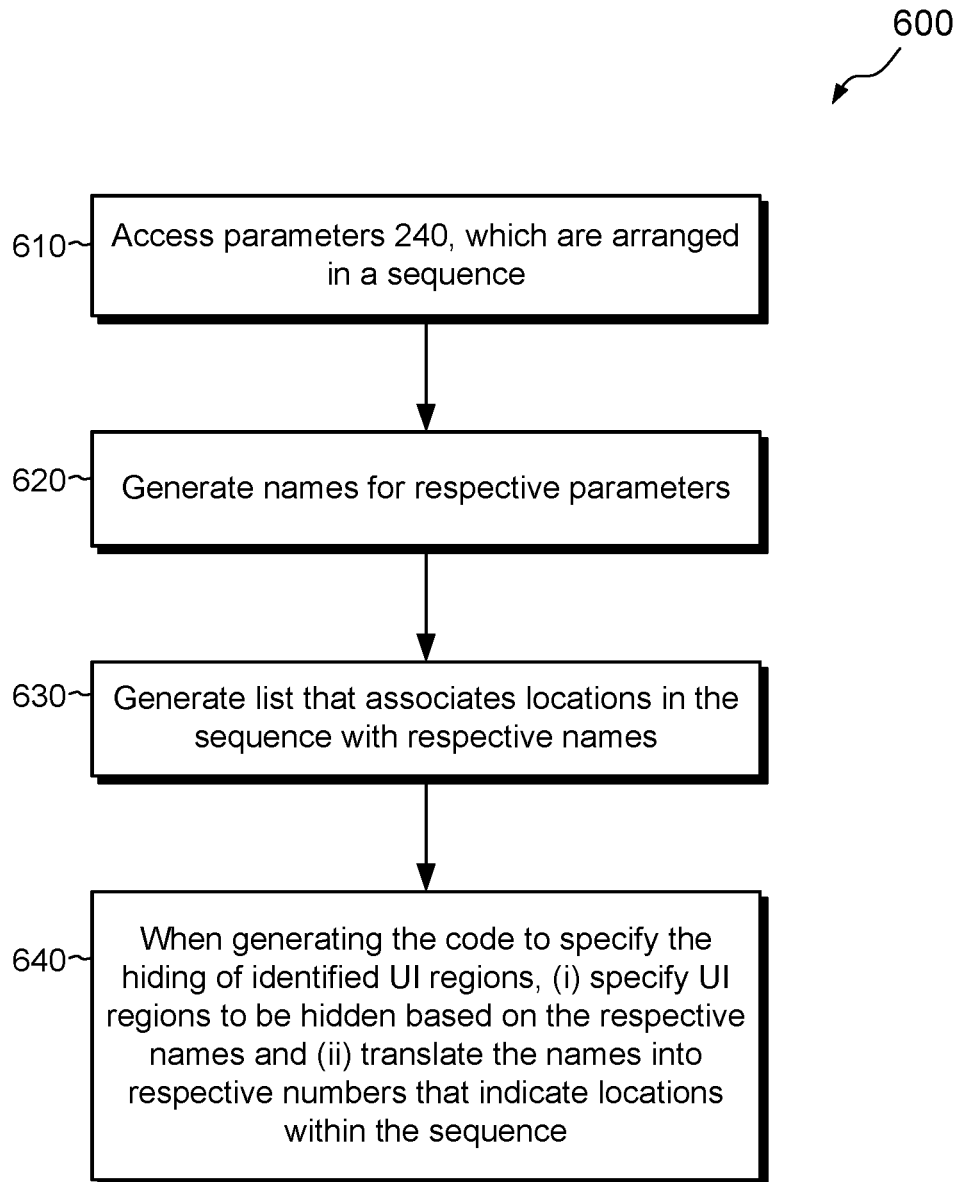 600
610
Access parameters 240, which are arranged
in a sequence
620
Generate names for respective parameters
630
Generate list that associates locations in the
sequence with respective names
640
When generating the code to specify the
hiding of identified UI regions, (i) specify UI
regions to be hidden based on the respective
names and (ii) translate the names into
respective numbers that indicate locations
within the sequence